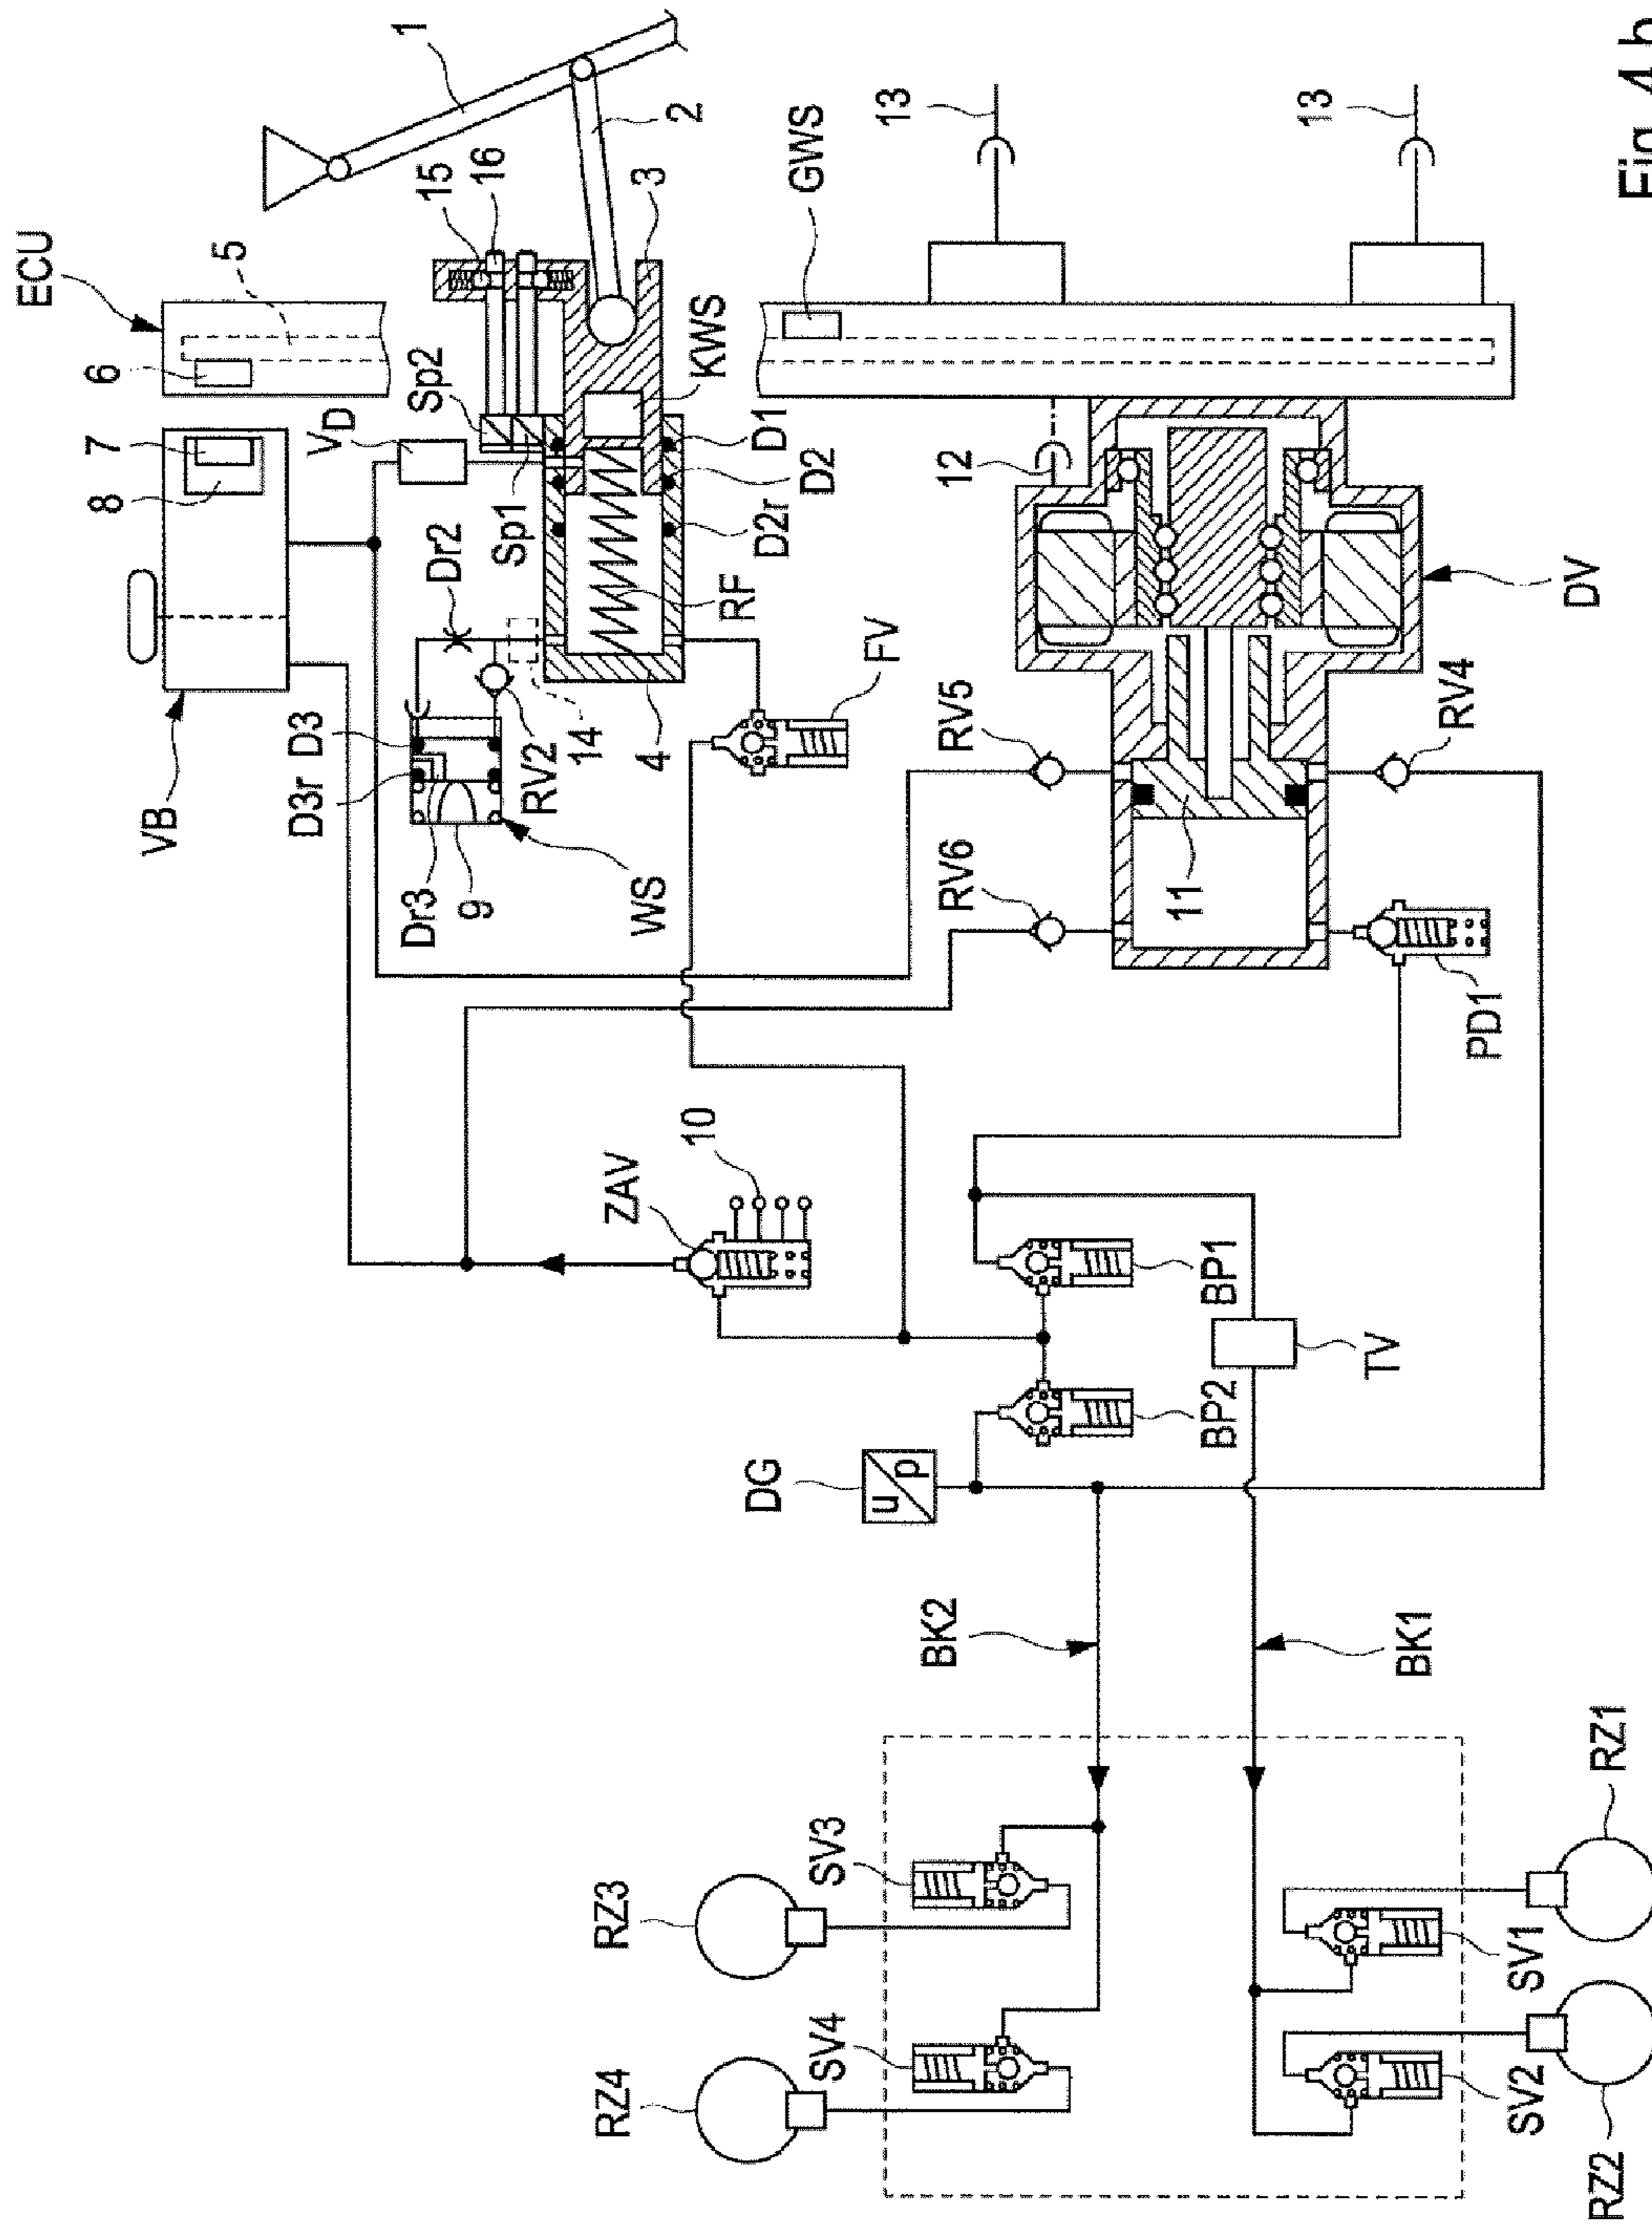 ECU
5
6
7
8
VB
V_D
Sp2
Sp1
15
16
1
2
3
KWS
D1
D2
D2r
RF
4
Dr2
D3
D3r
Dr3
9
RV2
14
WS
FV
GWS
13
13
12
DV
RV5
RV4
RV6
11
PD1
ZAV
10
BP1
BP2
TV
DG
u
p
BK2
BK1
SV3
SV4
RZ3
RZ4
SV1
SV2
RZ1
RZ2
Fig. 4 b